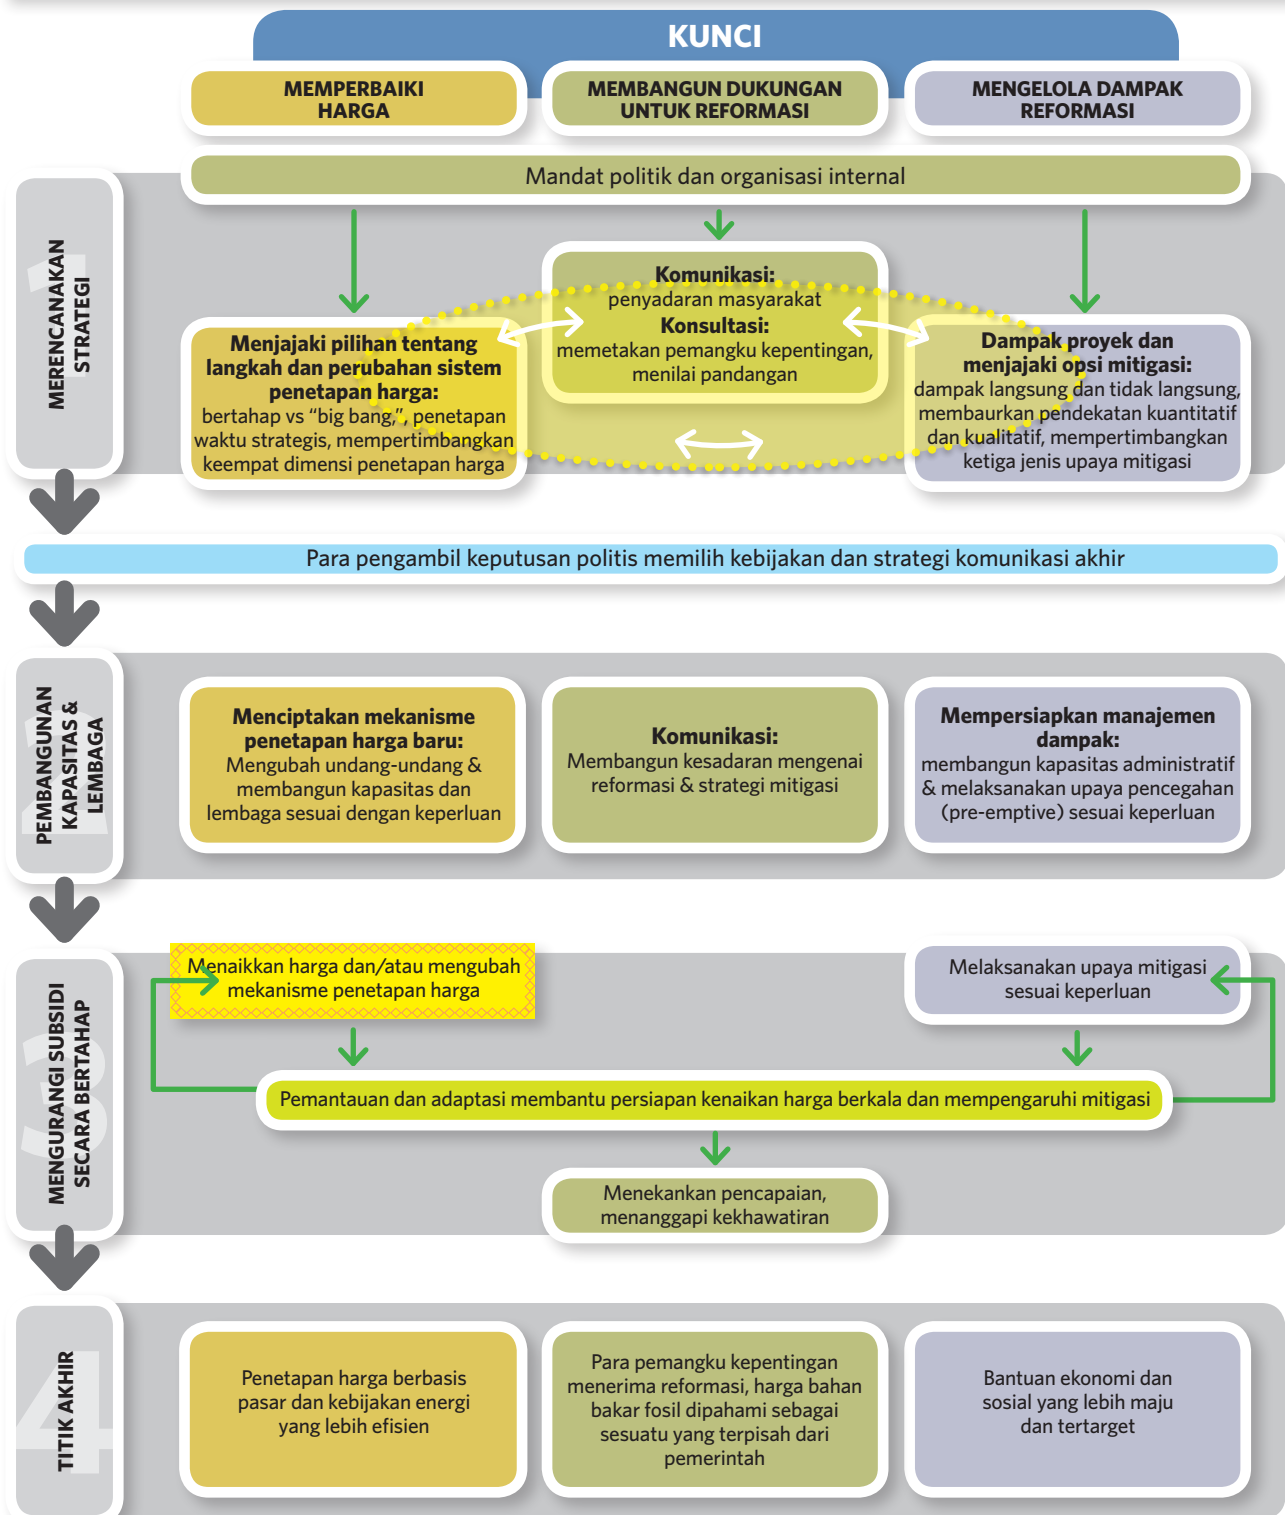 KUNCI
MEMPERBAIKI
HARGA
MEMBANGUN DUKUNGAN
UNTUK REFORMASI
MENGELOLA DAMPAK
REFORMASI
1
MERENCANAKAN
STRATEGI
Mandat politik dan organisasi internal
Menjajaki pilihan tentang
langkah dan perubahan sistem
penetapan harga:
bertahap vs “big bang,”, penetapan
waktu strategis, mempertimbangkan
keempat dimensi penetapan harga
Komunikasi:
penyadaran masyarakat
Konsultasi:
memetakan pemangku kepentingan,
menilai pandangan
Dampak proyek dan
menjajaki opsi mitigasi:
dampak langsung dan tidak langsung,
membaurkan pendekatan kuantitatif
dan kualitatif, mempertimbangkan
ketiga jenis upaya mitigasi
Para pengambil keputusan politis memilih kebijakan dan strategi komunikasi akhir
2
PEMBANGUNAN
KAPASITAS &
LEMBAGA
Menciptakan mekanisme
penetapan harga baru:
Mengubah undang-undang &
membangun kapasitas dan
lembaga sesuai dengan keperluan
Komunikasi:
Membangun kesadaran mengenai
reformasi & strategi mitigasi
Mempersiapkan manajemen
dampak:
membangun kapasitas administratif
& melaksanakan upaya pencegahan
(pre-emptive) sesuai keperluan
3
MENGURANGI SUBSIDI
SECARA BERTAHAP
Menaikkan harga dan/atau mengubah
mekanisme penetapan harga
Melaksanakan upaya mitigasi
sesuai keperluan
Pemantauan dan adaptasi membantu persiapan kenaikan harga berkala dan mempengaruhi mitigasi
Menekankan pencapaian,
menanggapi kekhawatiran
4
TITIK AKHIR
Penetapan harga berbasis
pasar dan kebijakan energi
yang lebih efisien
Para pemangku kepentingan
menerima reformasi, harga bahan
bakar fosil dipahami sebagai
sesuatu yang terpisah dari
pemerintah
Bantuan ekonomi dan
sosial yang lebih maju
dan tertarget